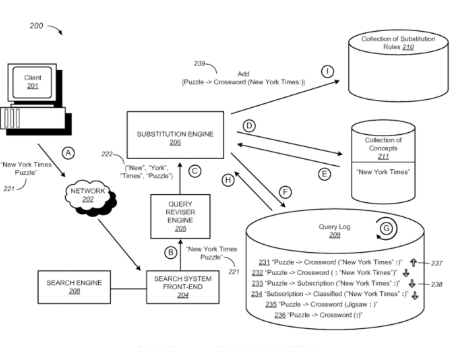 200
239
Add
(Puzzle -> Crossword (New York Times:))
I
Collection of Substitution
Rules 210
Client
201
SUBSTITUTION ENGINE
206
D
E
Collection of
Concepts
211
"New York Times"
A
"New York Times
Puzzle"
221
222
("New", "York",
"Times", "Puzzle")
C
H
F
NETWORK
202
QUERY
REVISER
ENGINE
205
B
"New York Times
Puzzle"
221
SEARCH ENGINE
208
SEARCH SYSTEM
FRONT-END
204
Query Log
209
G
231 "Puzzle -> Crossword ("New York Times" :)" 237
232 "Puzzle -> Crossword ( : "New York Times")"
233 "Puzzle -> Subscription ("New York Times" :)" 238
234 "Subscription -> Classified ("New York Times" :)"
235 "Puzzle -> Crossword (Jigsaw : )"
236 "Puzzle -> Crossword (:)"